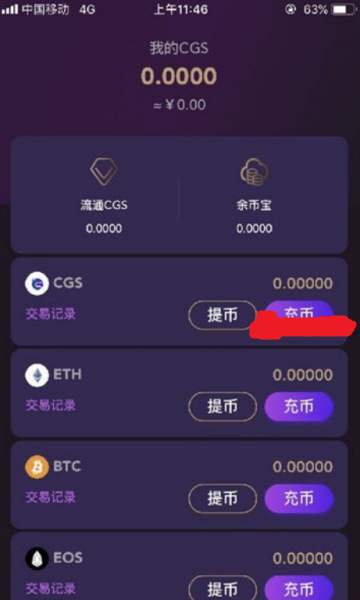 中国移动 4G 上午11:46 63%
我的CGS
0.0000
≈￥0.00
流通CGS 余币宝
0.0000 0.0000
CGS 0.00000
交易记录 提币 充币
ETH 0.00000
交易记录 提币 充币
BTC 0.00000
交易记录 提币 充币
EOS 0.00000
交易记录 提币 充币